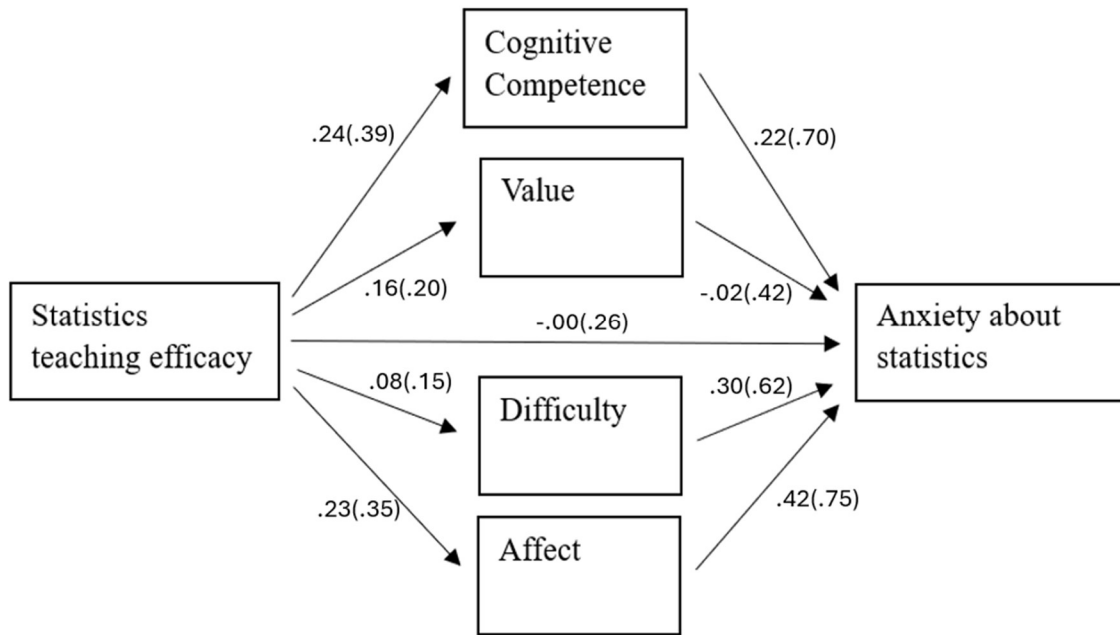 Cognitive
Competence
.24(.39)
.22(.70)
Value
.16(.20)
-.02(.42)
Statistics
teaching efficacy
-.00(.26)
Anxiety about
statistics
.08(.15)
Difficulty
.30(.62)
.23(.35)
Affect
.42(.75)